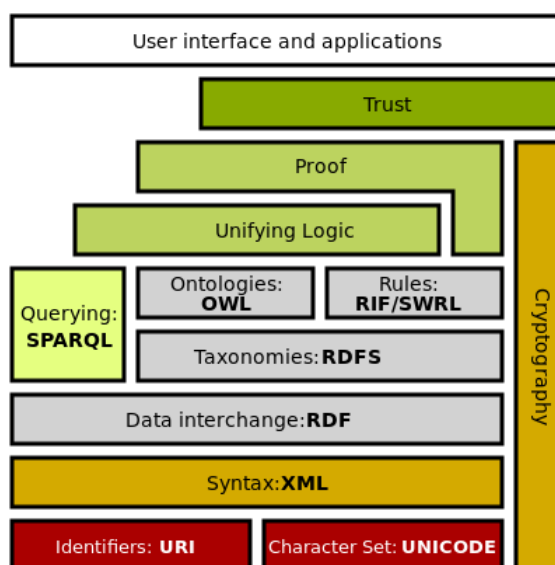 User interface and applications
Trust
Proof
Unifying Logic
Ontologies:
OWL
Rules:
RIF/SWRL
Querying:
SPARQL
Taxonomies:RDFS
Cryptography
Data interchange:RDF
Syntax:XML
Identifiers: URI
Character Set: UNICODE